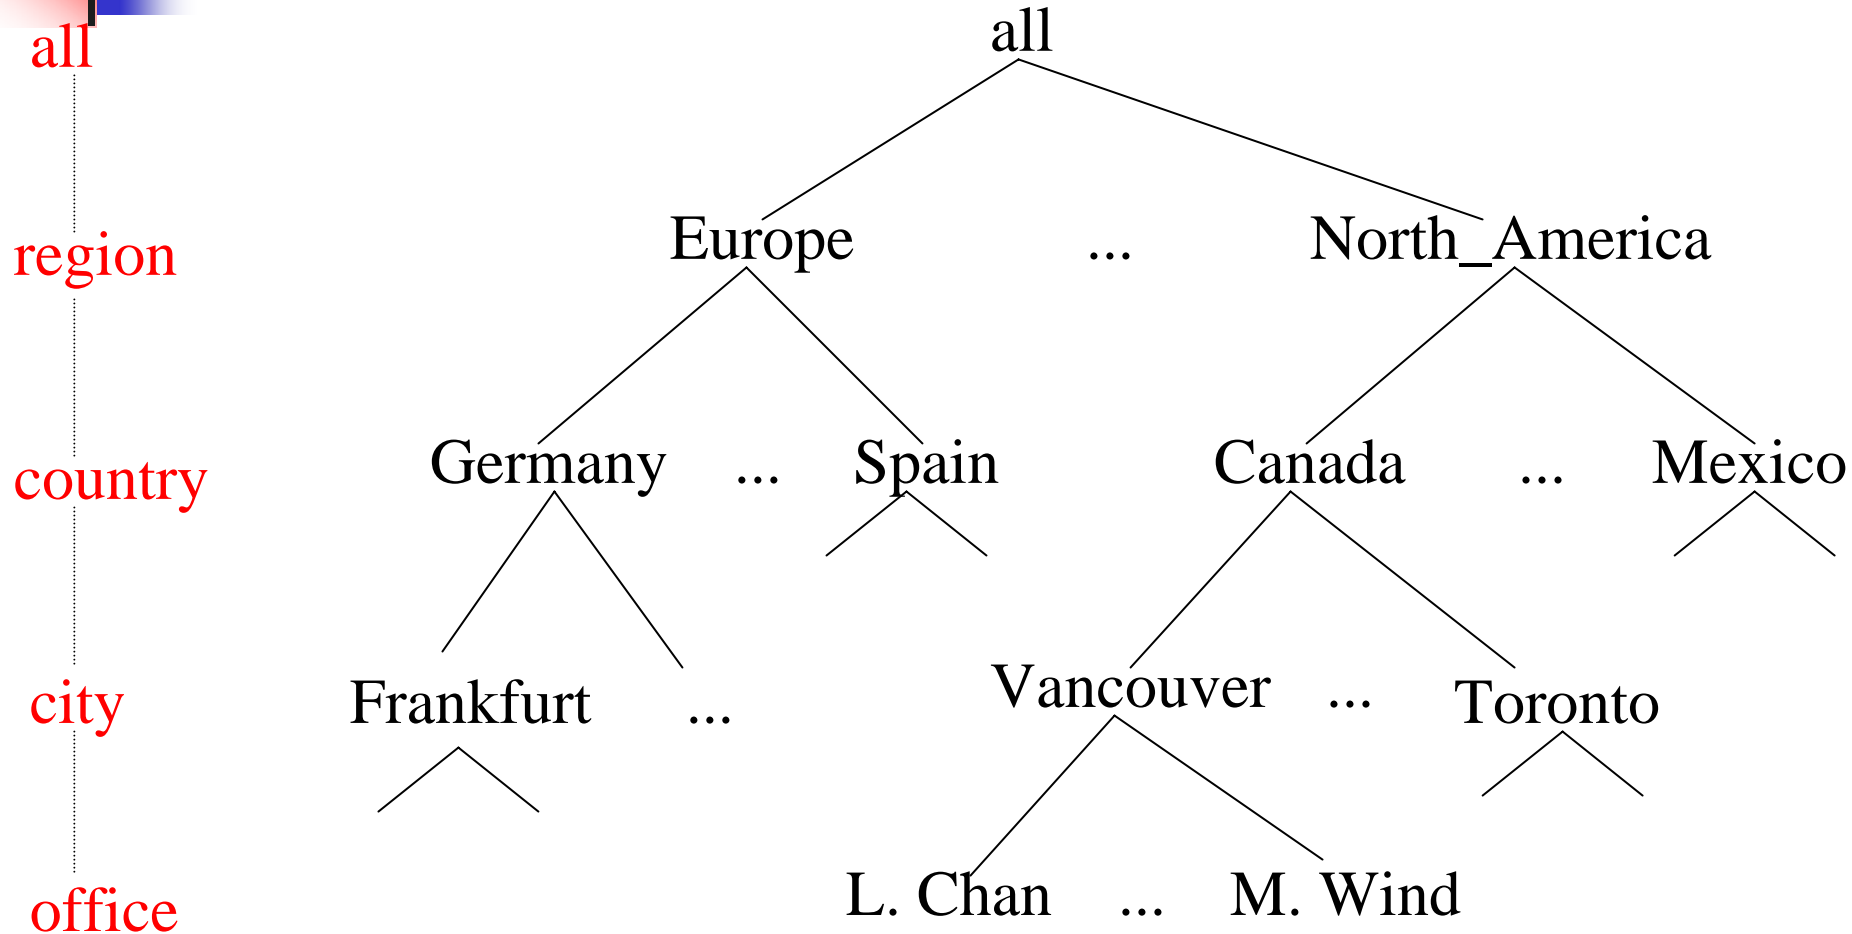 all
all
region
Europe ... North_America
country
Germany ... Spain Canada ... Mexico
city
Frankfurt ... Vancouver ... Toronto
office
L. Chan ... M. Wind